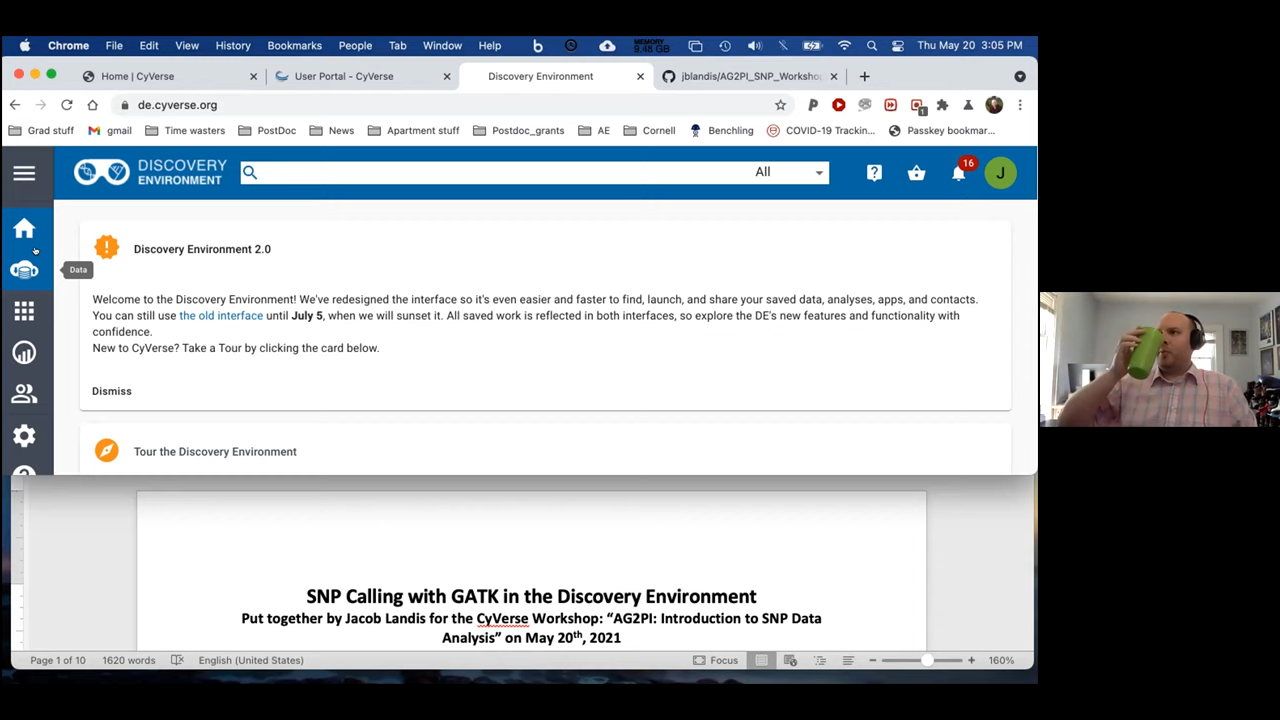 Chrome File Edit View History Bookmarks People Tab Window Help MEMORY 9.48 GB Thu May 20 3:05 PM
Home | CyVerse User Portal - CyVerse Discovery Environment jblandis/AG2PI_SNP_Worksho
de.cyverse.org 1
Grad stuff gmail Time wasters PostDoc News Apartment stuff Postdoc_grants AE Cornell Benchling COVID-19 Trackin... Passkey bookmar...
DISCOVERY
ENVIRONMENT
All 16 J
Discovery Environment 2.0
Data
Welcome to the Discovery Environment! We've redesigned the interface so it's even easier and faster to find, launch, and share your saved data, analyses, apps, and contacts.
You can still use the old interface until July 5, when we will sunset it. All saved work is reflected in both interfaces, so explore the DE's new features and functionality with
confidence.
New to CyVerse? Take a Tour by clicking the card below.
Dismiss
Tour the Discovery Environment
SNP Calling with GATK in the Discovery Environment
Put together by Jacob Landis for the CyVerse Workshop: “AG2PI: Introduction to SNP Data
Analysis” on May 20th, 2021
Page 1 of 10 1620 words English (United States) Focus 160%